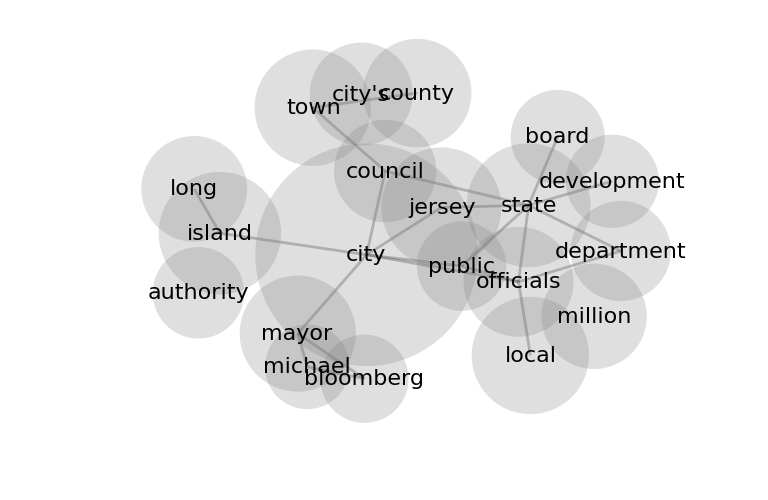 city's
county
town
board
council
development
long
state
jersey
island
department
city
public
officials
authority
million
mayor
local
michael
bloomberg